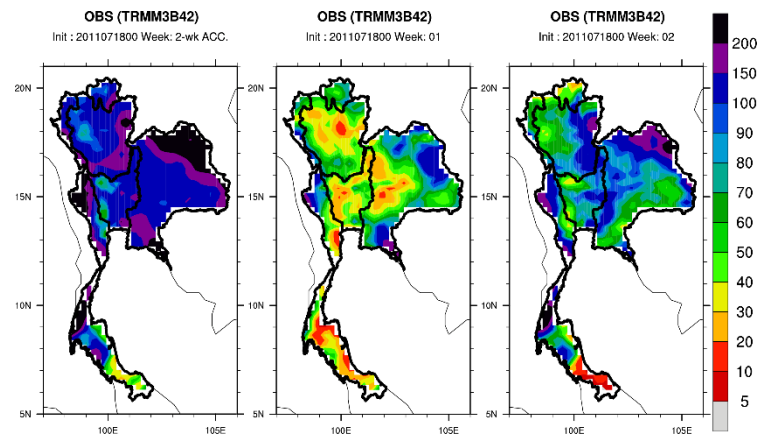 OBS (TRMM3B42)
Init : 2011071800 Week: 2-wk ACC.
20N
15N
10N
5N
100E
105E
OBS (TRMM3B42)
Init : 2011071800 Week: 01
20N
15N
10N
5N
100E
105E
OBS (TRMM3B42)
Init : 2011071800 Week: 02
20N
15N
10N
5N
100E
105E
200
150
100
90
80
70
60
50
40
30
20
10
5